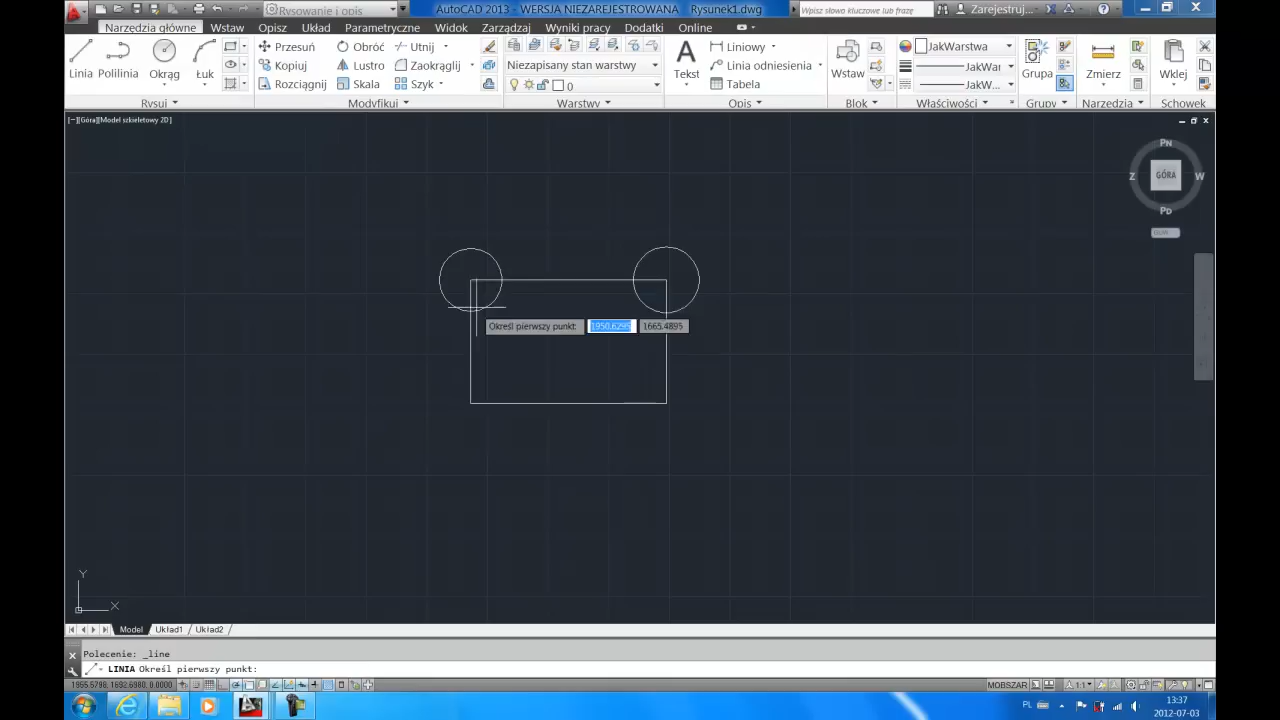 Rysowanie i opis
AutoCAD 2013 - WERSJA NIEZAREJESTROWANA Rysunek1.dwg
Wpisz słowo kluczowe lub frazę
Zarejestruj...
Narzędzia główne Wstaw Opisz Układ Parametryczne Widok Zarządzaj Wyniki pracy Dodatki Online
Linia Polilinia Okrąg Łuk
Przesuń Obróć Utnij
Kopiuj Lustro Zaokrąglij
Rozciągnij Skala Szyk
Niezapisany stan warstwy
0
Tekst
Liniowy
Linia odniesienia
Tabela
Wstaw
JakWarstwa
JakWar
JakW...
Grupa
Zmierz
Wklej
Rysuj Modyfikuj Warstwy Opis Blok Właściwości Grupy Narzędzia Schowek
[−][Góra][Model szkieletowy 2D]
PN
Z GÓRA W
PD
Określ pierwszy punkt: 1665.4895
Y
X
Model Układ1 Układ2
Polecenie: _line
LINIA Określ pierwszy punkt:
MOBSZAR 1:1
PL 13:37
2012-07-03